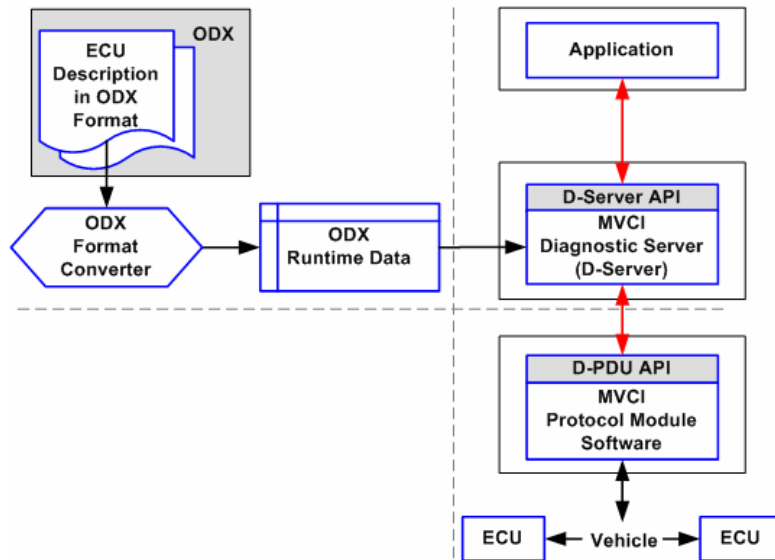 ODX
ECU
Description
in ODX
Format
ODX
Format
Converter
ODX
Runtime Data
Application
D-Server API
MVCI
Diagnostic Server
(D-Server)
D-PDU API
MVCI
Protocol Module
Software
ECU
Vehicle
ECU